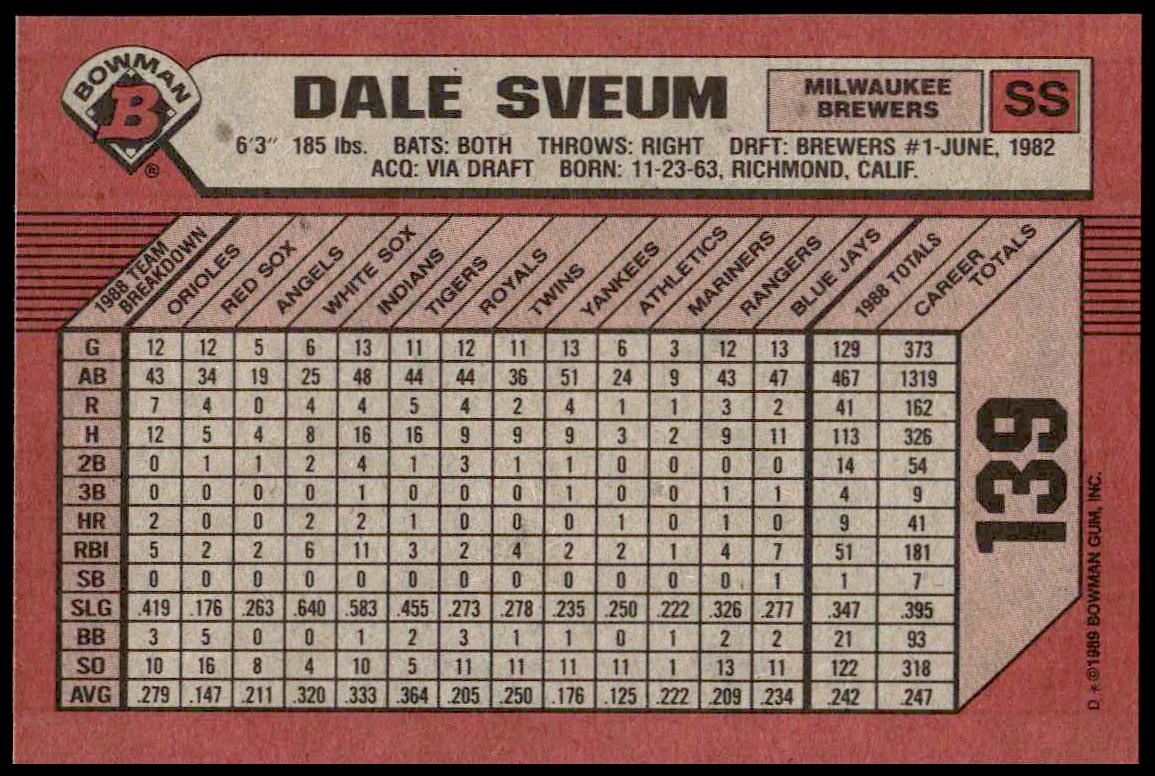 BOWMAN
B
®
DALE SVEUM
MILWAUKEE
BREWERS
SS
6'3" 185 lbs. BATS: BOTH THROWS: RIGHT DRFT: BREWERS #1-JUNE, 1982
ACQ: VIA DRAFT BORN: 11-23-63, RICHMOND, CALIF.
1988 TEAM BREAKDOWN ORIOLES RED SOX ANGELS WHITE SOX INDIANS TIGERS ROYALS TWINS YANKEES ATHLETICS MARINERS RANGERS BLUE JAYS 1988 TOTALS CAREER TOTALS
G 12 12 5 6 13 11 12 11 13 6 3 12 13 129 373
AB 43 34 19 25 48 44 44 36 51 24 9 43 47 467 1319
R 7 4 0 4 4 5 4 2 4 1 1 3 2 41 162
H 12 5 4 8 16 16 9 9 9 3 2 9 11 113 326
2B 0 1 1 2 4 1 3 1 1 0 0 0 0 14 54
3B 0 0 0 0 1 0 0 0 1 0 0 1 1 4 9
HR 2 0 0 2 2 1 0 0 0 1 0 1 0 9 41
RBI 5 2 2 6 11 3 2 4 2 2 1 4 7 51 181
SB 0 0 0 0 0 0 0 0 0 0 0 0 1 1 7
SLG .419 .176 .263 .640 .583 .455 .273 .278 .235 .250 .222 .326 .277 .347 .395
BB 3 5 0 0 1 2 3 1 1 0 1 2 2 21 93
SO 10 16 8 4 10 5 11 11 11 11 1 13 11 122 318
AVG .279 .147 .211 .320 .333 .364 .205 .250 .176 .125 .222 .209 .234 .242 .247
139
D*©1989 BOWMAN GUM, INC.